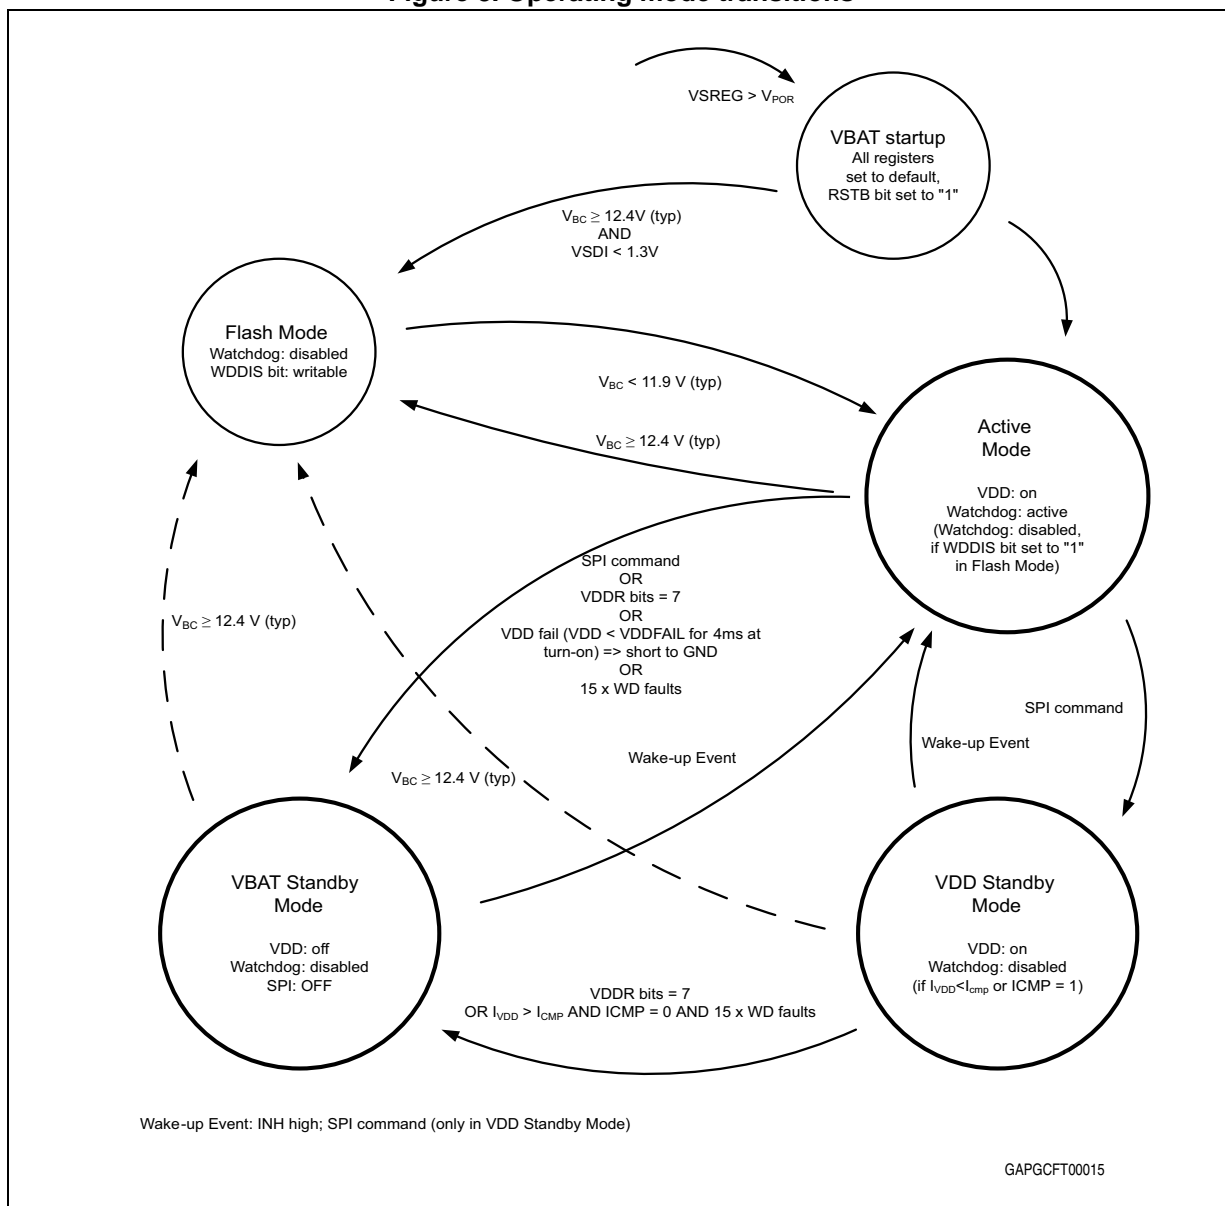 Figure 3. Operating mode transitions
VSREG > VPOR
VBAT startup
All registers
set to default,
RSTB bit set to "1"
VBC ≥ 12.4V (typ)
AND
VSDI < 1.3V
Flash Mode
Watchdog: disabled
WDDIS bit: writable
VBC < 11.9 V (typ)
VBC ≥ 12.4 V (typ)
Active
Mode
VDD: on
Watchdog: active
(Watchdog: disabled,
if WDDIS bit set to "1"
in Flash Mode)
SPI command
OR
VDDR bits = 7
OR
VDD fail (VDD < VDDFAIL for 4ms at
turn-on) => short to GND
OR
15 x WD faults
VBC ≥ 12.4 V (typ)
SPI command
Wake-up Event
Wake-up Event
VBC ≥ 12.4 V (typ)
VBAT Standby
Mode
VDD: off
Watchdog: disabled
SPI: OFF
VDD Standby
Mode
VDD: on
Watchdog: disabled
(if IVDD<Icmp or ICMP = 1)
VDDR bits = 7
OR IVDD > ICMP AND ICMP = 0 AND 15 x WD faults
Wake-up Event: INH high; SPI command (only in VDD Standby Mode)
GAPGCFT00015